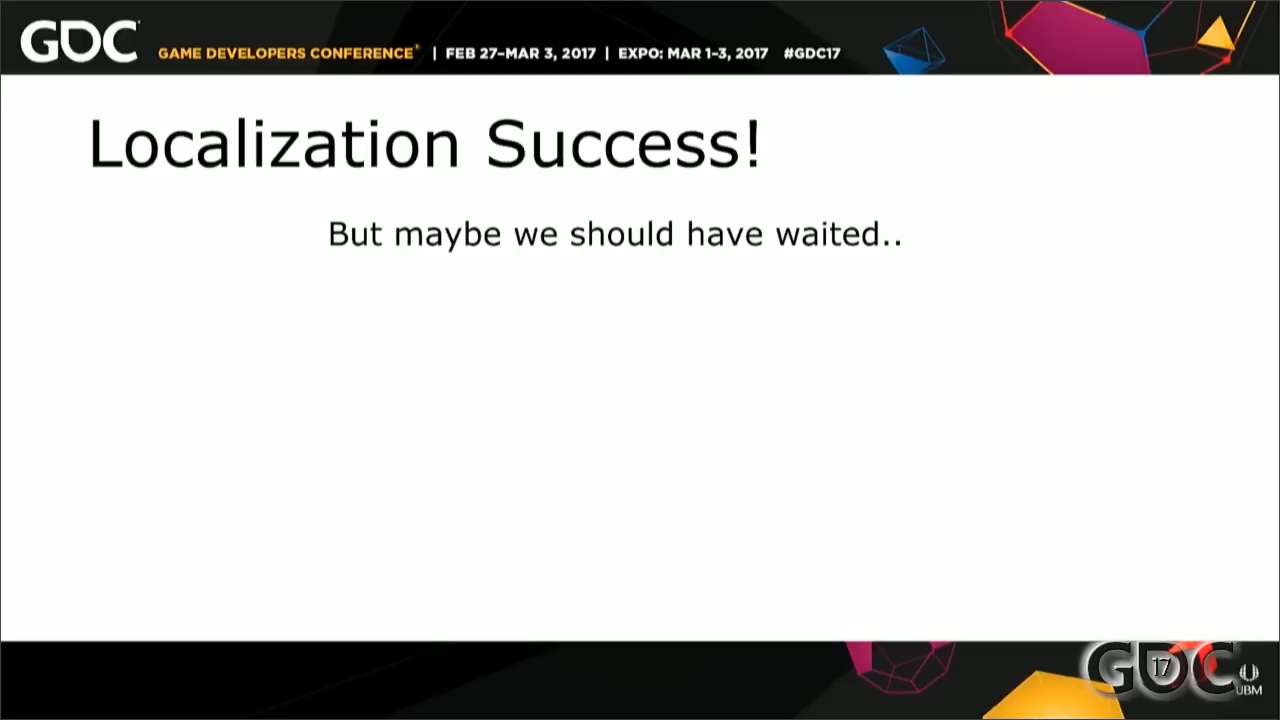 GDC
GAME DEVELOPERS CONFERENCE® | FEB 27–MAR 3, 2017 | EXPO: MAR 1–3, 2017 #GDC17
Localization Success!
But maybe we should have waited..
GDC 17
UBM